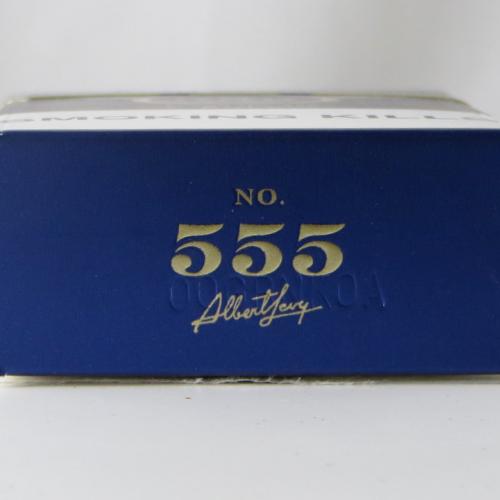 SMOKING KILLS
NO.
555
Albert Levy